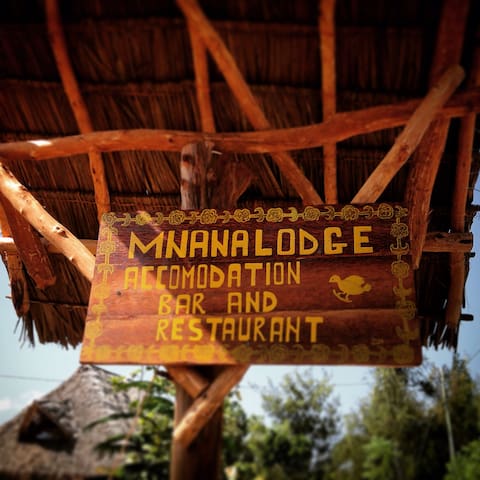 MNANALODGE
ACCOMODATION
BAR AND
RESTAURANT